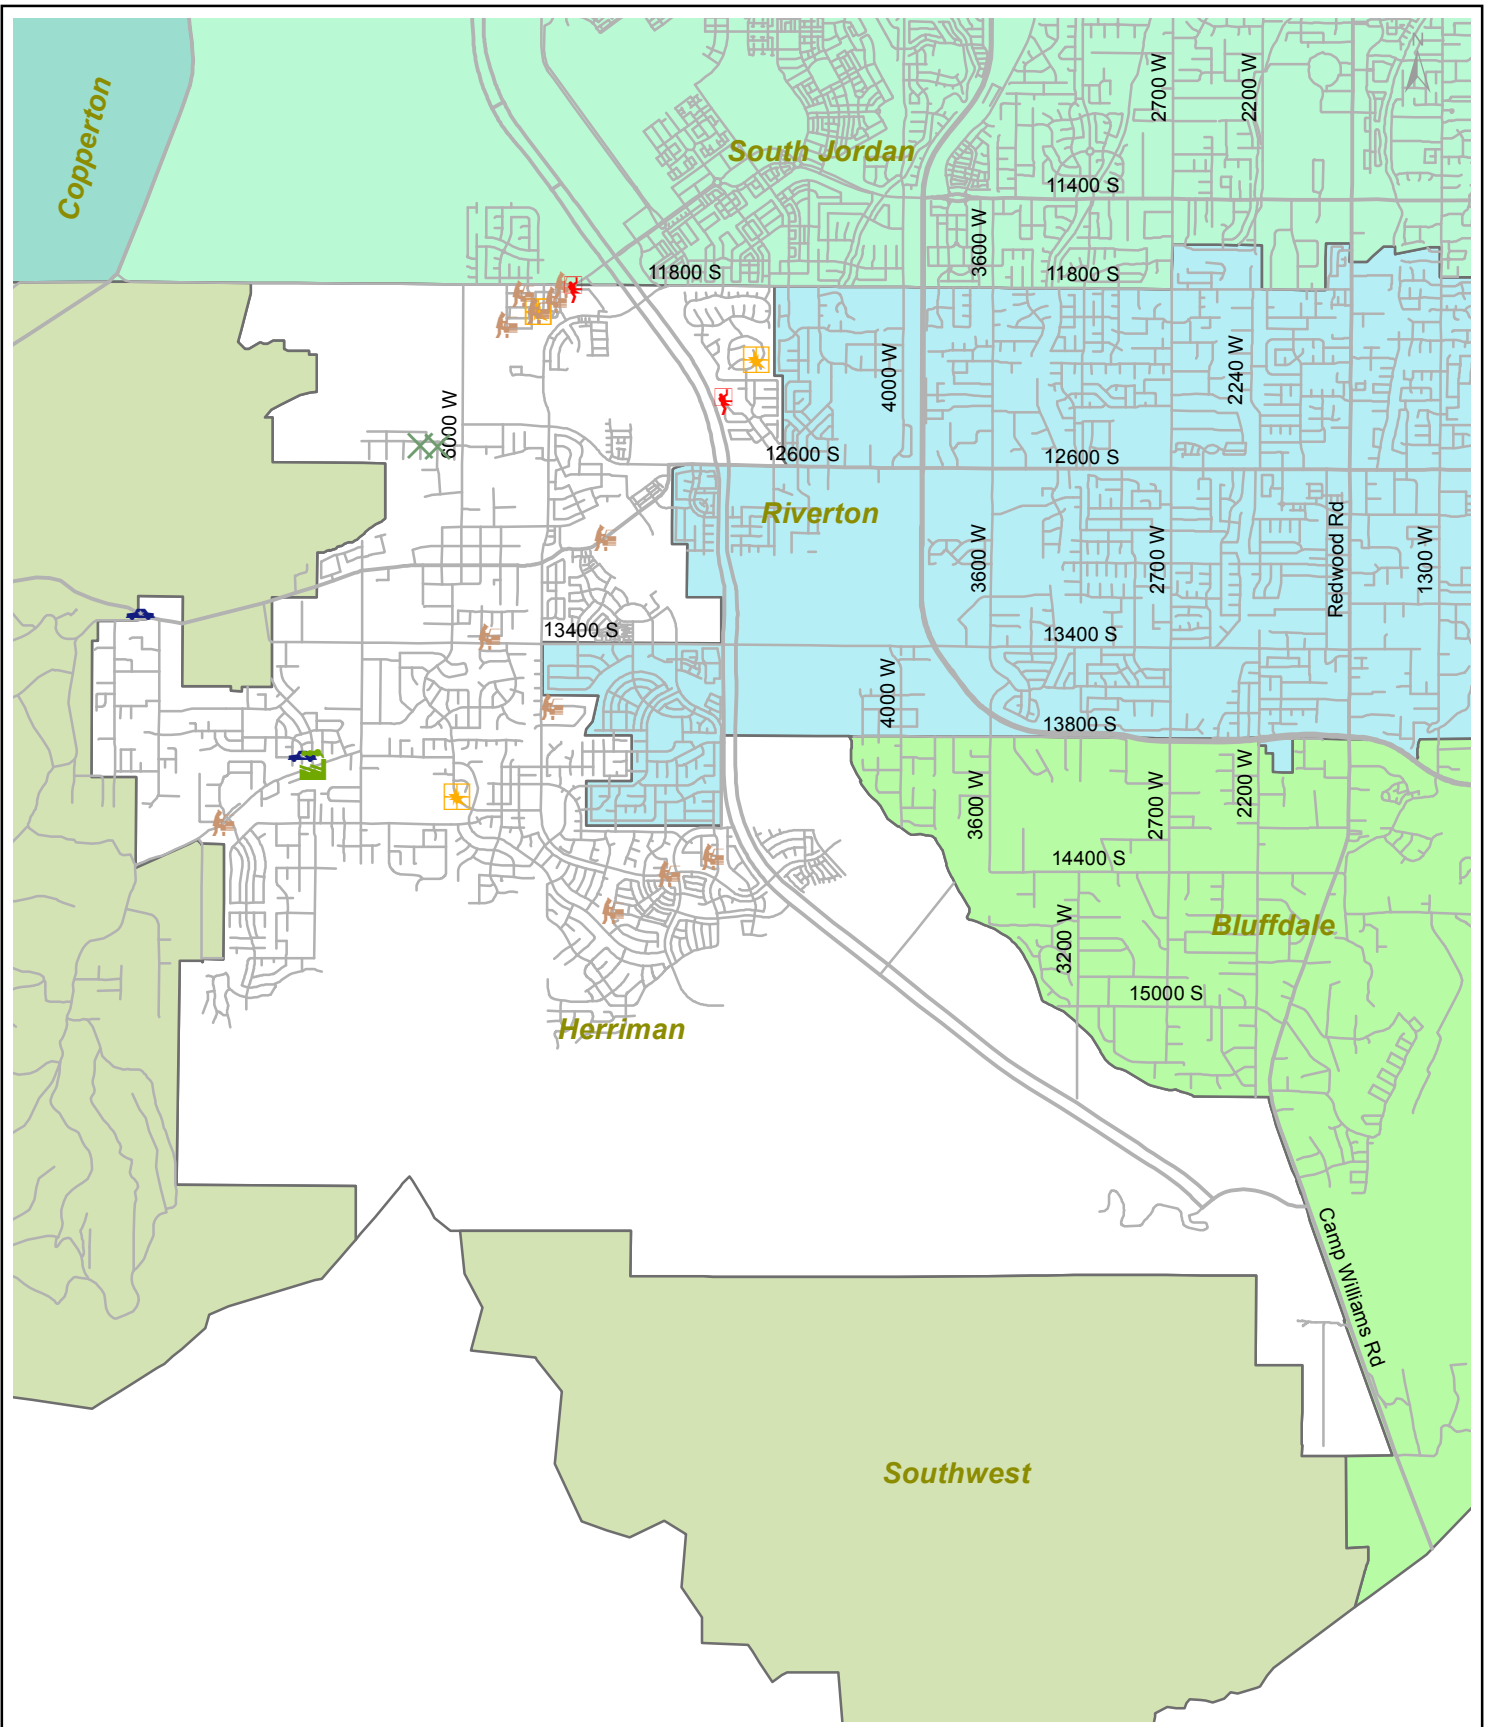 N
2700 W
2200 W
Copperton
South Jordan
11400 S
3600 W
11800 S
11800 S
4000 W
2240 W
6000 W
12600 S
12600 S
Riverton
3600 W
2700 W
Redwood Rd
1300 W
13400 S
13400 S
4000 W
13800 S
3600 W
2700 W
2200 W
14400 S
3200 W
Bluffdale
15000 S
Herriman
Camp Williams Rd
Southwest